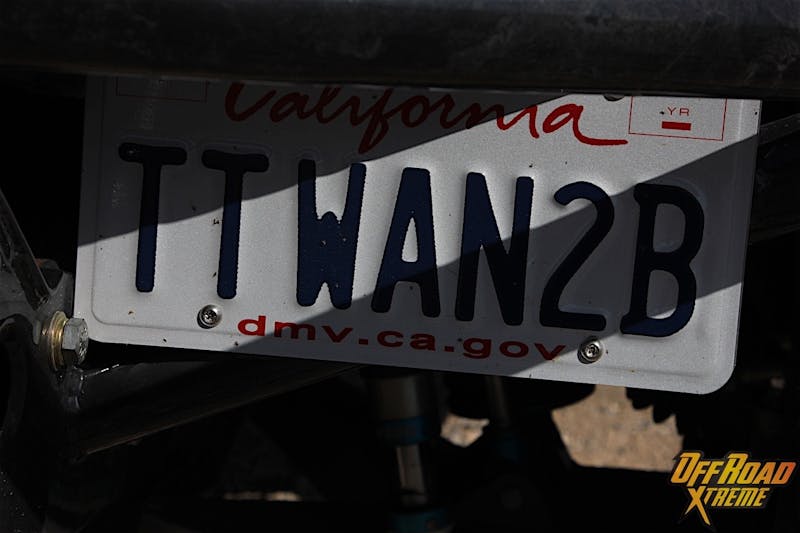 California
YR
TTWAN2B
dmv.ca.gov
OFFROAD
XTREME